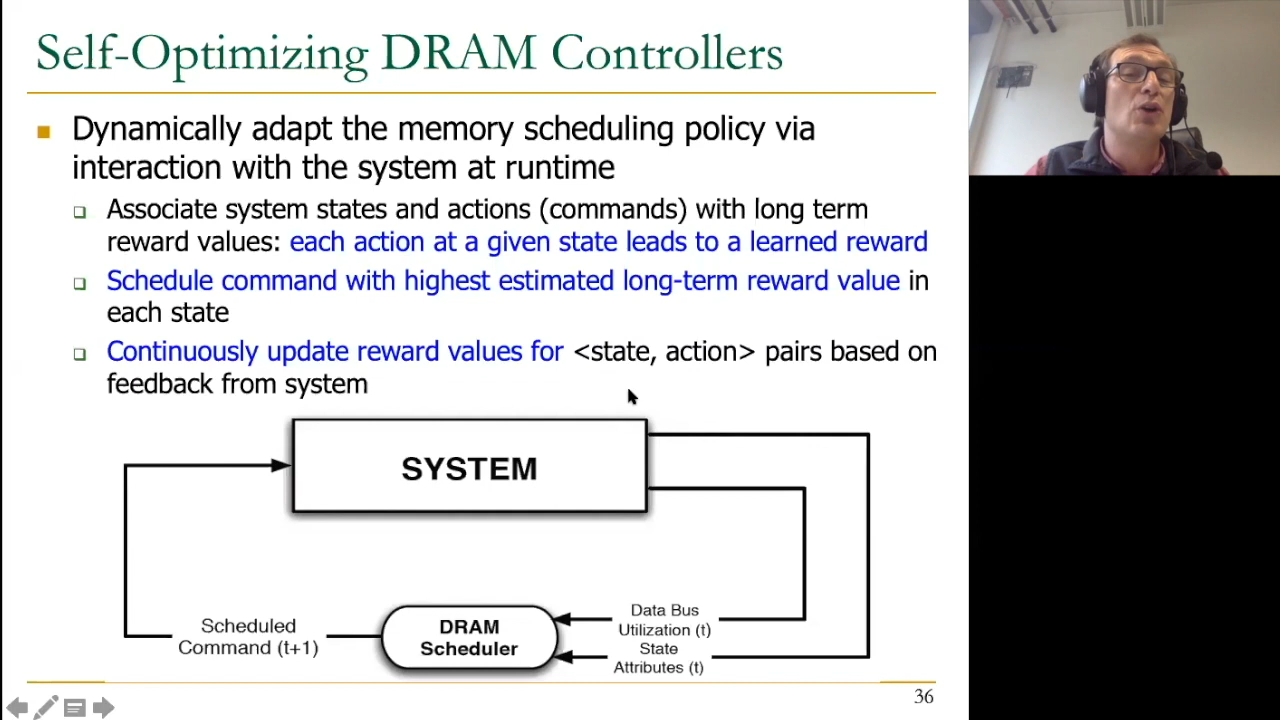 Self-Optimizing DRAM Controllers
Dynamically adapt the memory scheduling policy via
interaction with the system at runtime
Associate system states and actions (commands) with long term
reward values: each action at a given state leads to a learned reward
Schedule command with highest estimated long-term reward value in
each state
Continuously update reward values for <state, action> pairs based on
feedback from system
SYSTEM
Scheduled
Command (t+1)
DRAM
Scheduler
Data Bus
Utilization (t)
State
Attributes (t)
36